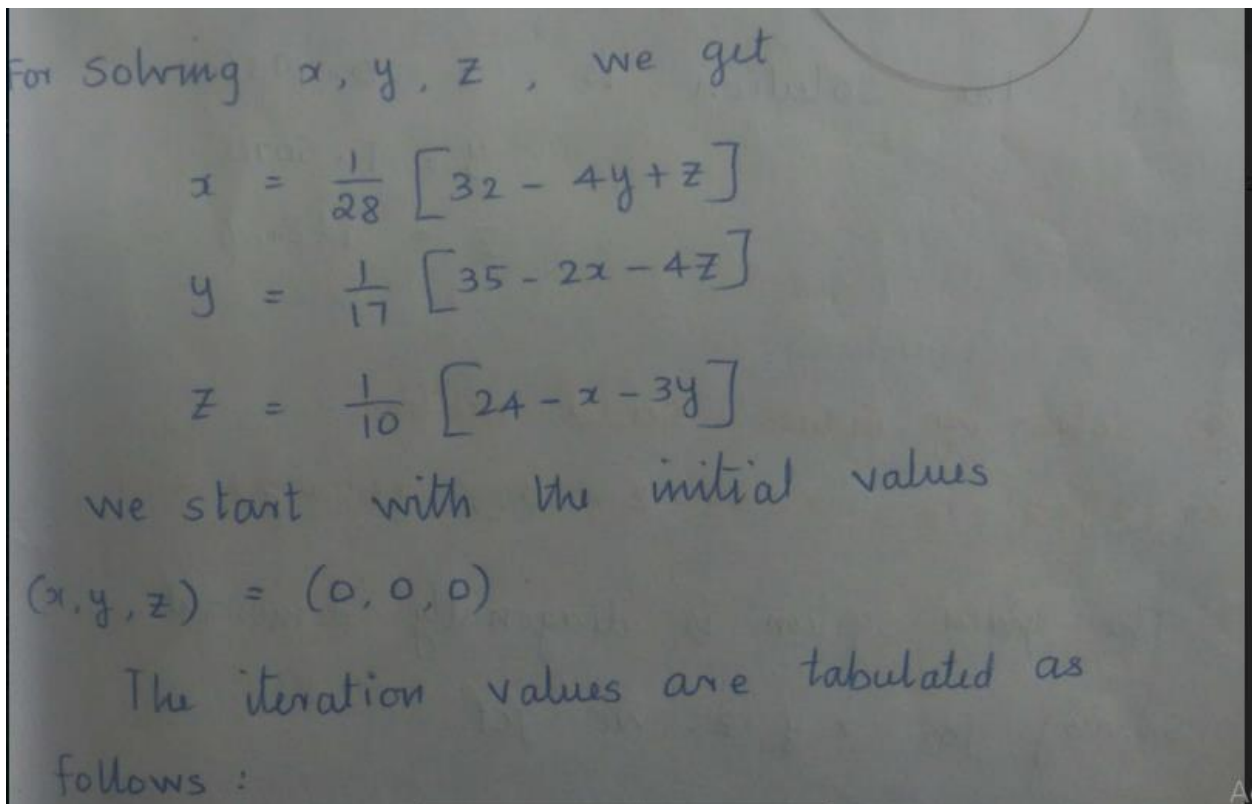 For solving x, y, z, we get
x = 1/28 [32 - 4y + z]
y = 1/17 [35 - 2x - 4z]
z = 1/10 [24 - x - 3y]
we start with the initial values
(x, y, z) = (0, 0, 0)
The iteration values are tabulated as
follows :